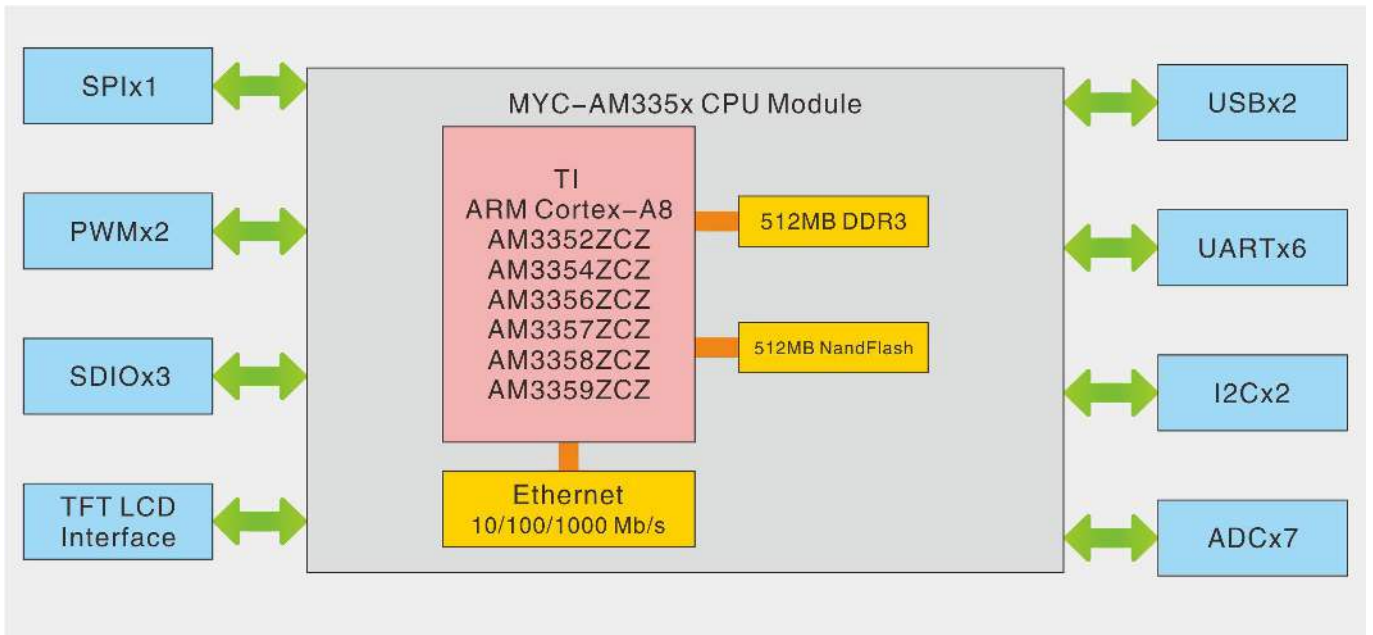 MYC-AM335x CPU Module
SPIx1
PWMx2
SDIOx3
TFT LCD
Interface
TI
ARM Cortex-A8
AM3352ZCZ
AM3354ZCZ
AM3356ZCZ
AM3357ZCZ
AM3358ZCZ
AM3359ZCZ
512MB DDR3
512MB NandFlash
Ethernet
10/100/1000 Mb/s
USBx2
UARTx6
I2Cx2
ADCx7